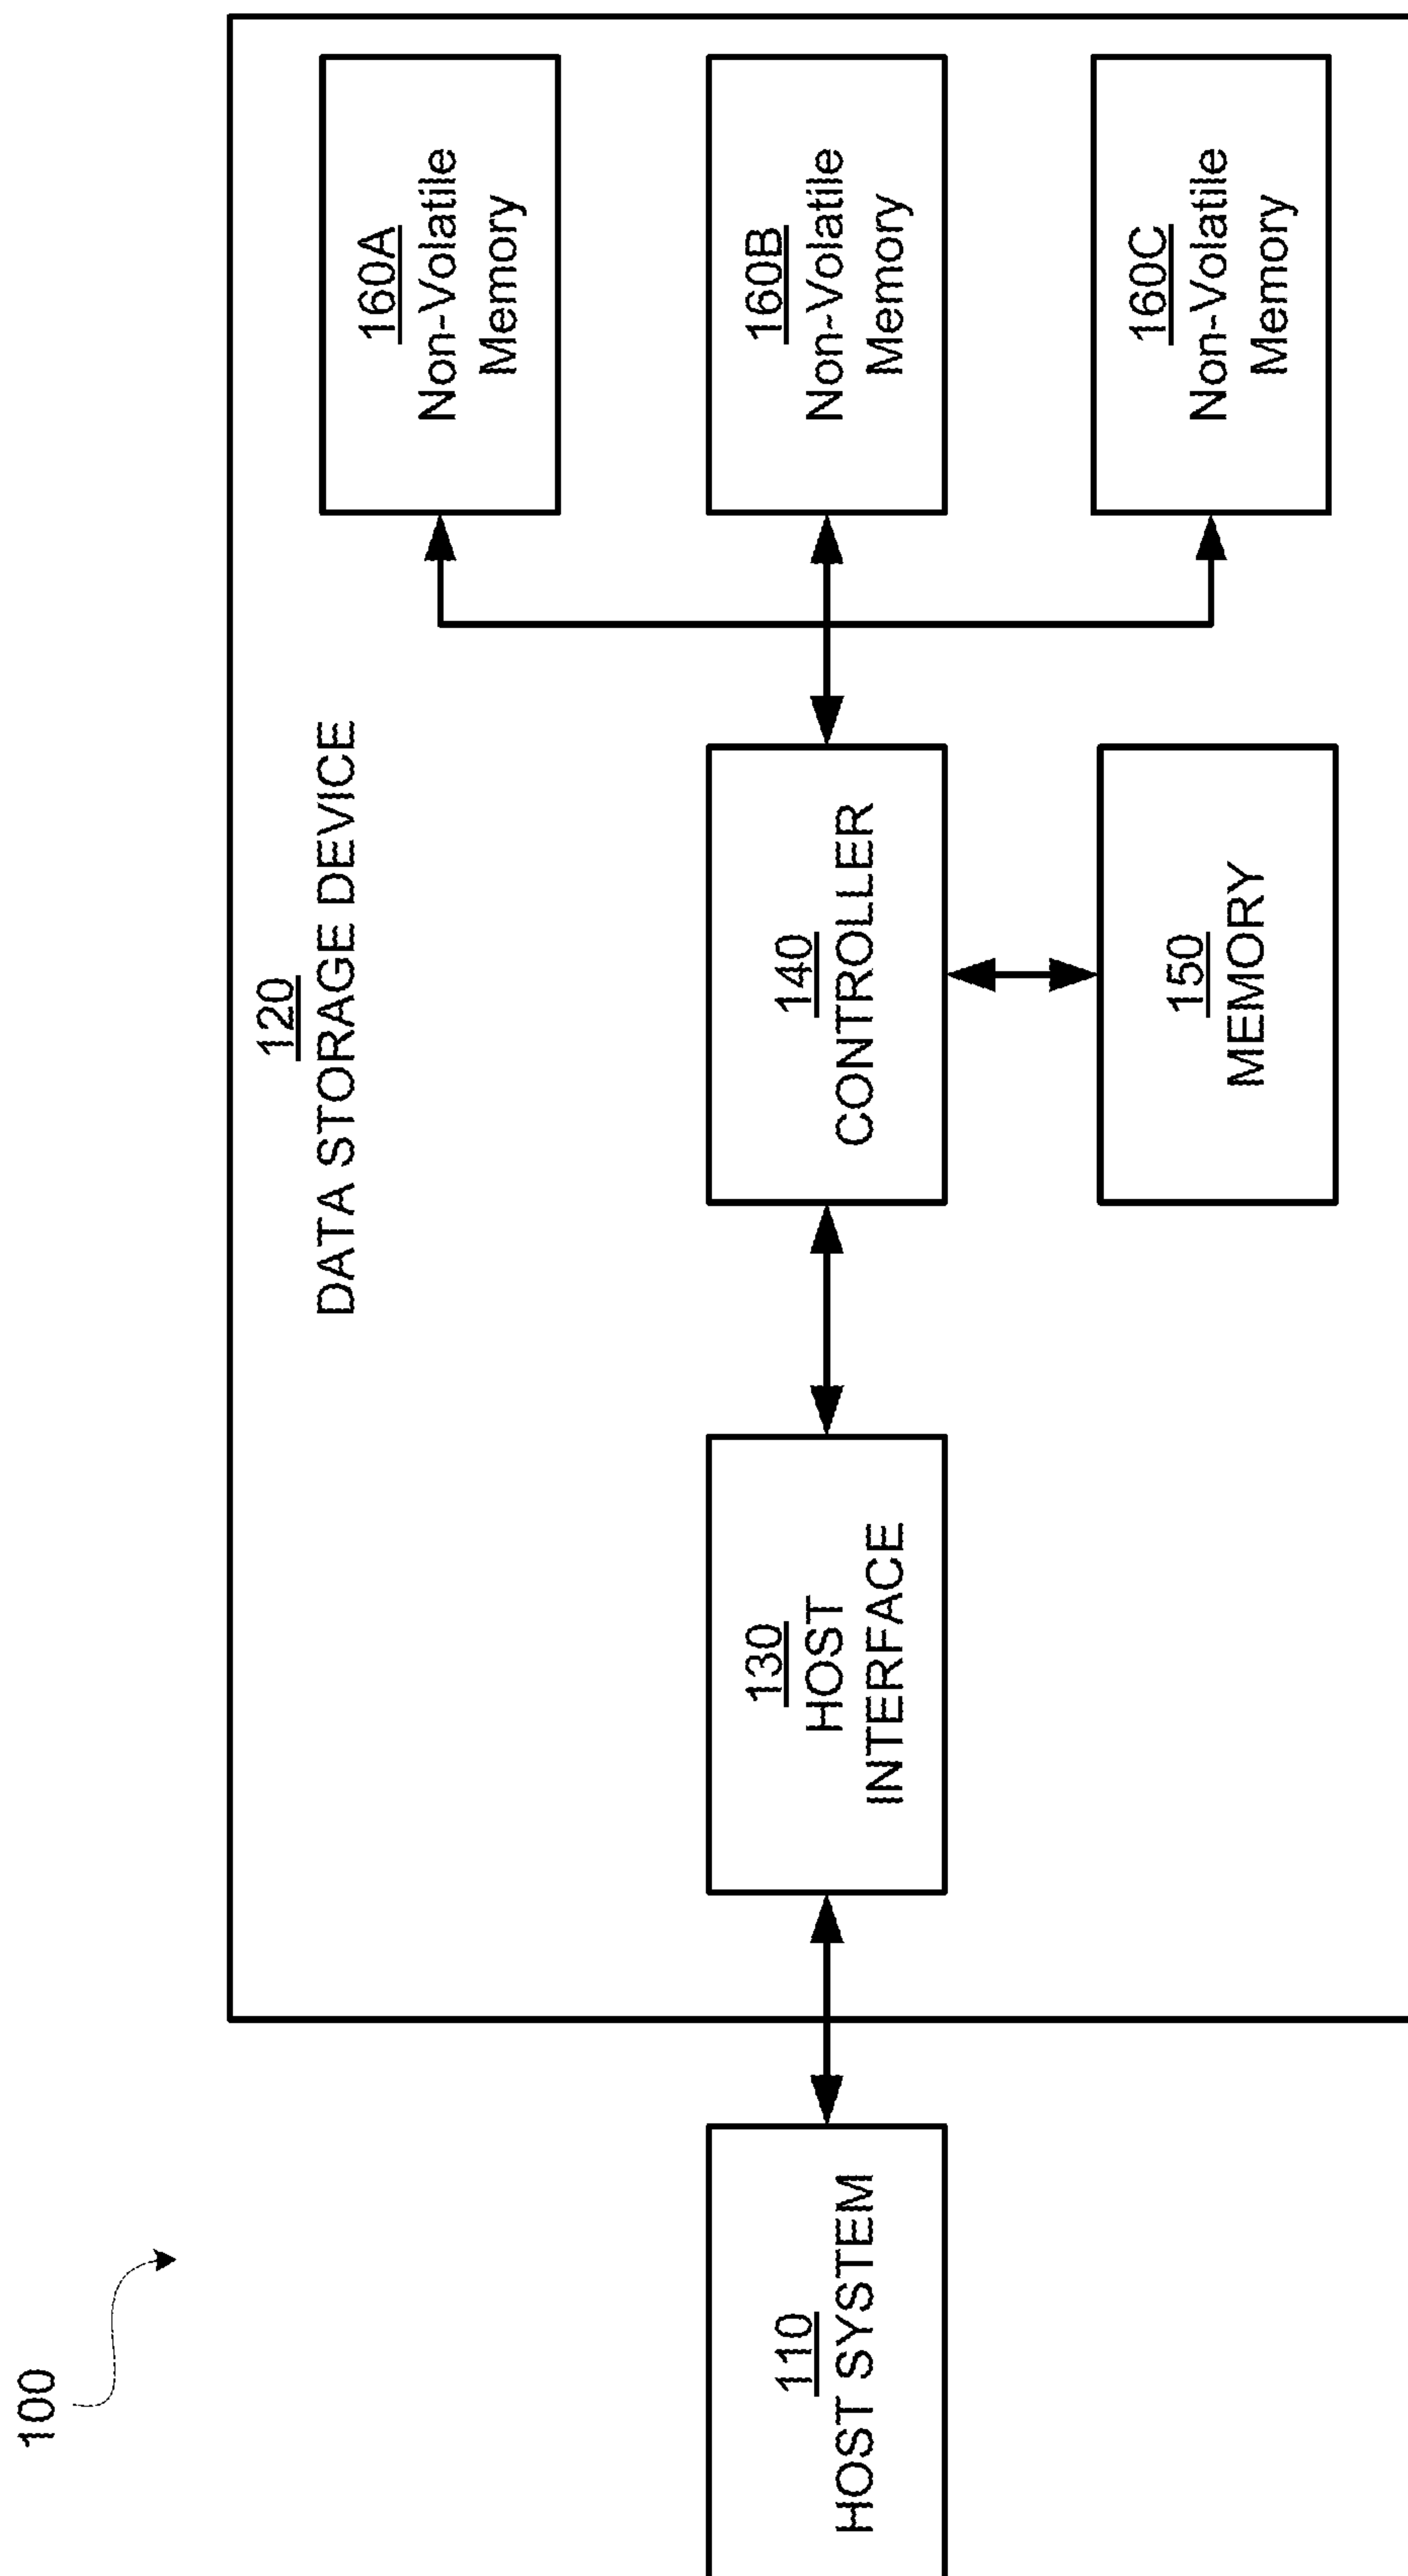 100
110
HOST SYSTEM
120
DATA STORAGE DEVICE
130
HOST
INTERFACE
140
CONTROLLER
150
MEMORY
160A
Non-Volatile
Memory
160B
Non-Volatile
Memory
160C
Non-Volatile
Memory